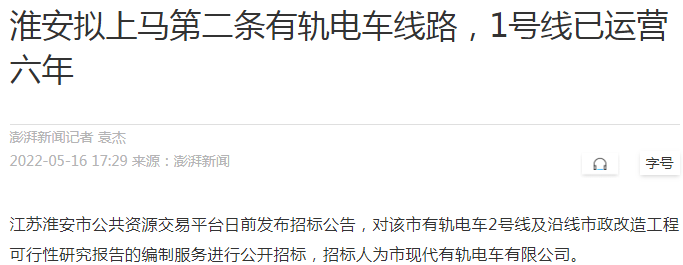 淮安拟上马第二条有轨电车线路，1号线已运营
六年
澎湃新闻记者 袁杰
2022-05-16 17:29 来源：澎湃新闻
字号
江苏淮安市公共资源交易平台日前发布招标公告，对该市有轨电车2号线及沿线市政改造工程
可行性研究报告的编制服务进行公开招标，招标人为市现代有轨电车有限公司。